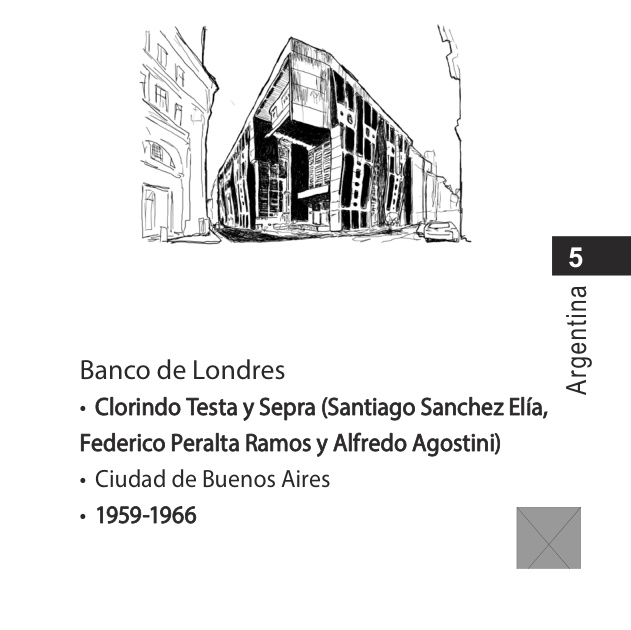 5
Argentina
Banco de Londres
• Clorindo Testa y Sepra (Santiago Sanchez Elía,
Federico Peralta Ramos y Alfredo Agostini)
• Ciudad de Buenos Aires
• 1959-1966